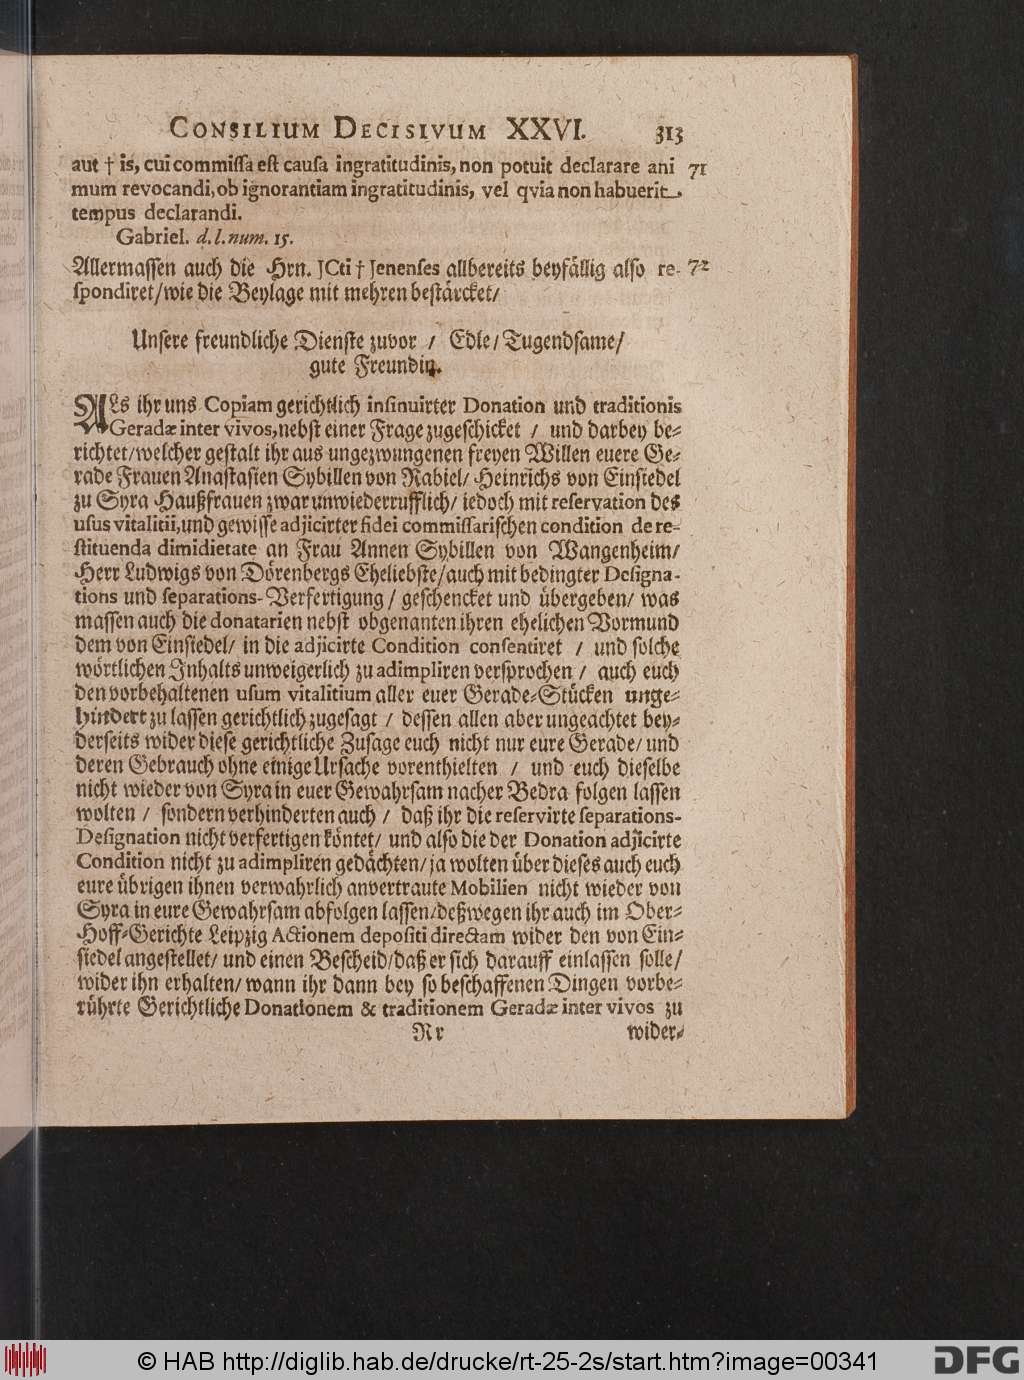 CONSILIUM DECISIVUM XXVI. 313
aut † is, cui commiſſa eſt cauſa ingratitudinis, non potuit declarare ani 71
mum revocandi, ob ignorantiam ingratitudinis, vel qvia non habuerit
tempus declarandi.
Gabriel. d. l. num. 15.
Allermaſſen auch die Hrn. JCti † Jenenſes allbereits beyfällig alſo re- 72
ſpondiret/ wie die Beylage mit mehren beſtärcket/
Unſere freundliche Dienſte zuvor / Edle/ Tugendſame/
gute Freundin.
ALs ihr uns Copiam gerichtlich inſinuirter Donation und traditionis
Geradæ inter vivos, nebſt einer Frage zugeſchicket / und darbey be-
richtet/ welcher geſtalt ihr aus ungezwungenen freyen Willen euere Ge-
rade Frauen Anaſtaſien Sybillen von Rabiel/ Heinrichs von Einſiedel
zu Syra Haußfrauen zwar unwiederrufflich/ jedoch mit reſervation des
uſus vitalitii, und gewiſſe adjicirter fidei commiſſariſchen condition de re-
ſtituenda dimidietate an Frau Annen Sybillen von Wangenheim/
Herr Ludwigs von Dörenbergs Eheliebſte/ auch mit bedingter Deſigna-
tions und ſeparations-Verfertigung / geſchencket und übergeben/ was
maſſen auch die donatarien nebſt obgenanten ihren ehelichen Vormund
dem von Einſiedel/ in die adjicirte Condition conſentiret / und ſolche
wörtlichen Inhalts unweigerlich zu adimpliren verſprochen / auch euch
den vorbehaltenen uſum vitalitium aller euer Gerade-Stücken unge-
hindert zu laſſen gerichtlich zugeſagt / deſſen allen aber ungeachtet bey-
derſeits wider dieſe gerichtliche Zuſage euch nicht nur eure Gerade/ und
deren Gebrauch ohne einige Urſache vorenthielten / und euch dieſelbe
nicht wieder von Syra in euer Gewahrſam nacher Bedra folgen laſſen
wolten / ſondern verhinderten auch / daß ihr die reſervirte ſeparations-
Deſignation nicht verfertigen köntet/ und alſo die der Donation adjicirte
Condition nicht zu adimpliren gedächten/ ja wolten über dieſes auch euch
eure übrigen ihnen verwahrlich anvertraute Mobilien nicht wieder von
Syra in eure Gewahrſam abfolgen laſſen/ deßwegen ihr auch im Ober-
Hoff-Gerichte Leipzig Actionem depoſiti directam wider den von Ein-
ſiedel angeſtellet/ und einen Beſcheid/ daß er ſich darauff einlaſſen ſolle/
wider ihn erhalten/ wann ihr dann bey ſo beſchaffenen Dingen vorbe-
rührte Gerichtliche Donationem & traditionem Geradæ inter vivos zu
Rr wider-
© HAB http://diglib.hab.de/drucke/rt-25-2s/start.htm?image=00341
DFG